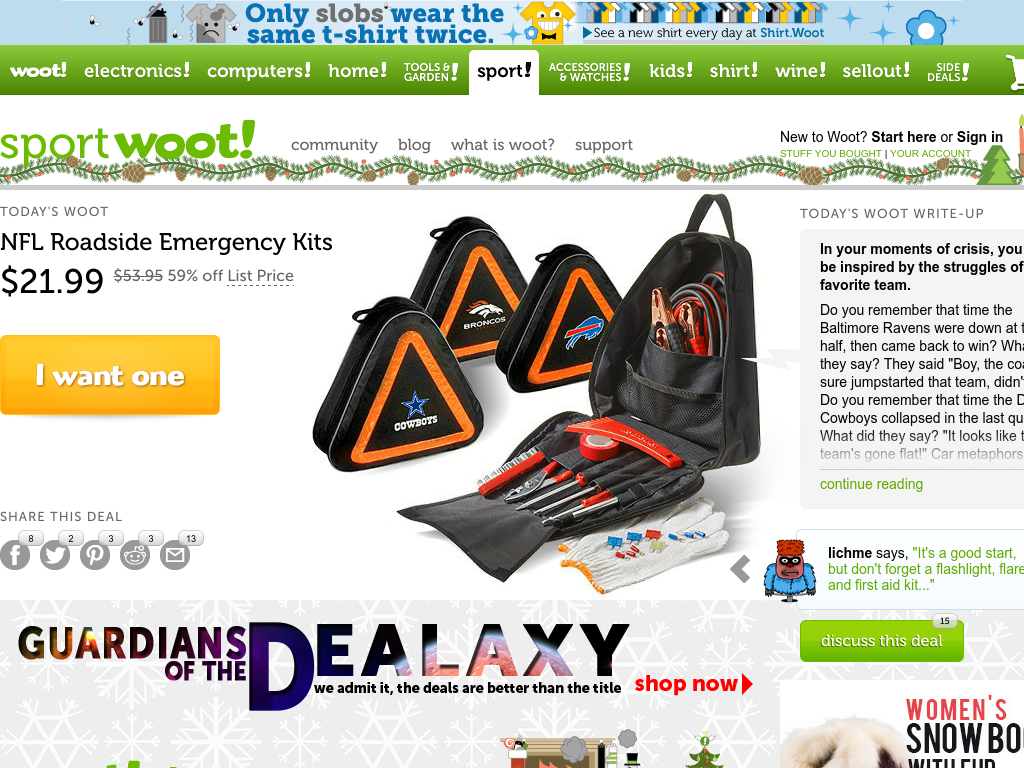 Only slobs wear the
same t-shirt twice.
See a new shirt every day at Shirt.Woot
woot!
electronics!
computers!
home!
TOOLS &
GARDEN!
sport!
ACCESSORIES
& WATCHES!
kids!
shirt!
wine!
sellout!
SIDE
DEALS!
sport woot!
community
blog
what is woot?
support
New to Woot? Start here or Sign in
STUFF YOU BOUGHT | YOUR ACCOUNT
TODAY'S WOOT
NFL Roadside Emergency Kits
$21.99 $53.95 59% off List Price
I want one
BRONCOS
COWBOYS
SHARE THIS DEAL
8
2
3
3
13
TODAY'S WOOT WRITE-UP
In your moments of crisis, you
be inspired by the struggles of
favorite team.
Do you remember that time the
Baltimore Ravens were down at t
half, then came back to win? Wha
they say? They said "Boy, the coa
sure jumpstarted that team, didn'
Do you remember that time the D
Cowboys collapsed in the last qu
What did they say? "It looks like t
team's gone flat!" Car metaphors
continue reading
lichme says, "It's a good start,
but don't forget a flashlight, flare
and first aid kit..."
15
discuss this deal
GUARDIANS
OF THE
DEALAXY
we admit it, the deals are better than the title
shop now
WOMEN'S
SNOW BO
WITH FUR